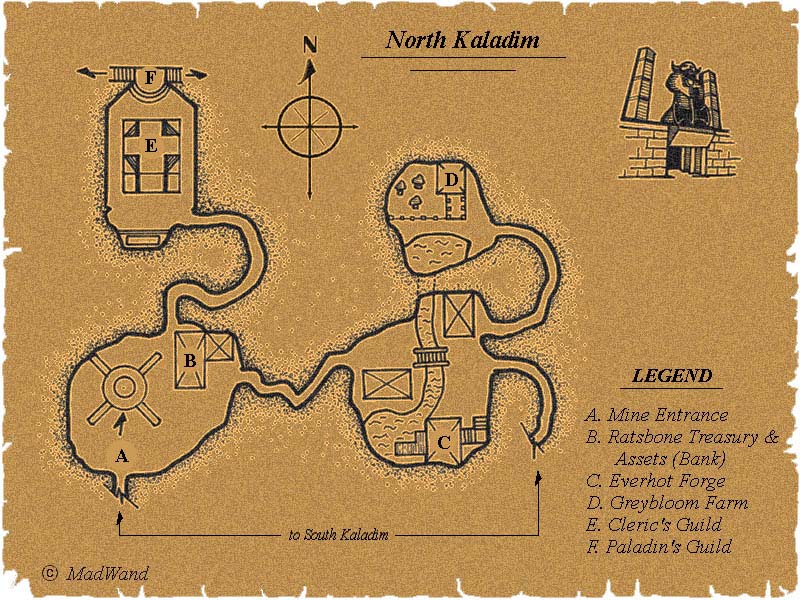 North Kaladim
N
F
E
D
B
C
A
LEGEND
A. Mine Entrance
B. Ratsbone Treasury &
Assets (Bank)
C. Everhot Forge
D. Greybloom Farm
E. Cleric's Guild
F. Paladin's Guild
to South Kaladim
© MadWand